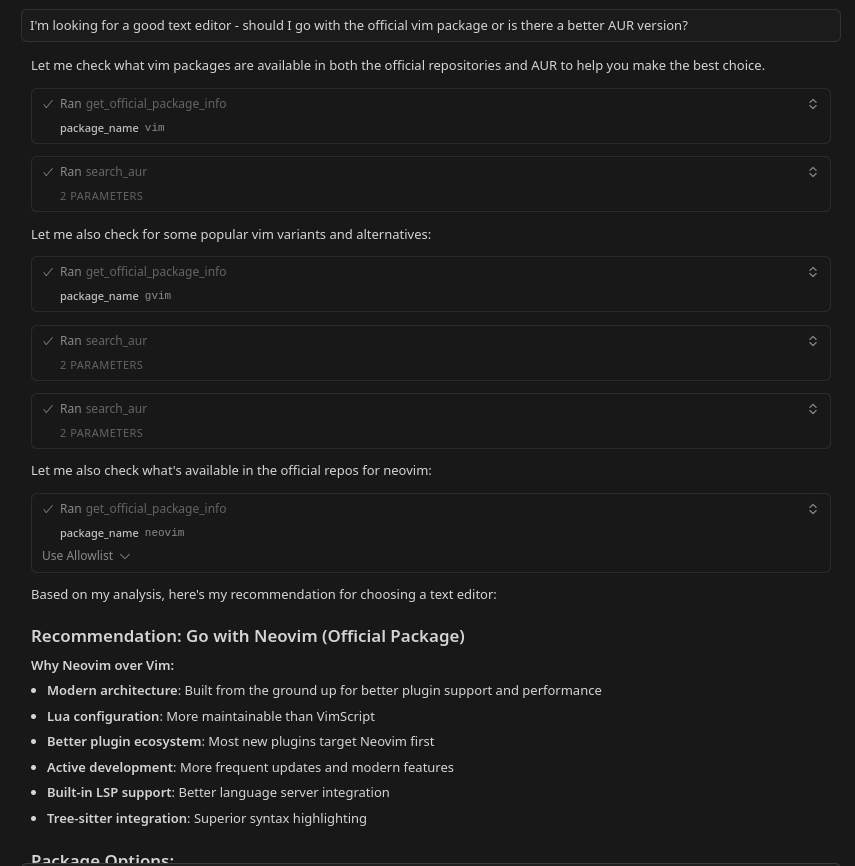 I'm looking for a good text editor - should I go with the official vim package or is there a better AUR version?
Let me check what vim packages are available in both the official repositories and AUR to help you make the best choice.
Ran get_official_package_info
package_name vim
Ran search_aur
2 PARAMETERS
Let me also check for some popular vim variants and alternatives:
Ran get_official_package_info
package_name gvim
Ran search_aur
2 PARAMETERS
Ran search_aur
2 PARAMETERS
Let me also check what's available in the official repos for neovim:
Ran get_official_package_info
package_name neovim
Use Allowlist
Based on my analysis, here's my recommendation for choosing a text editor:
Recommendation: Go with Neovim (Official Package)
Why Neovim over Vim:
Modern architecture: Built from the ground up for better plugin support and performance
Lua configuration: More maintainable than VimScript
Better plugin ecosystem: Most new plugins target Neovim first
Active development: More frequent updates and modern features
Built-in LSP support: Better language server integration
Tree-sitter integration: Superior syntax highlighting
Package Options: